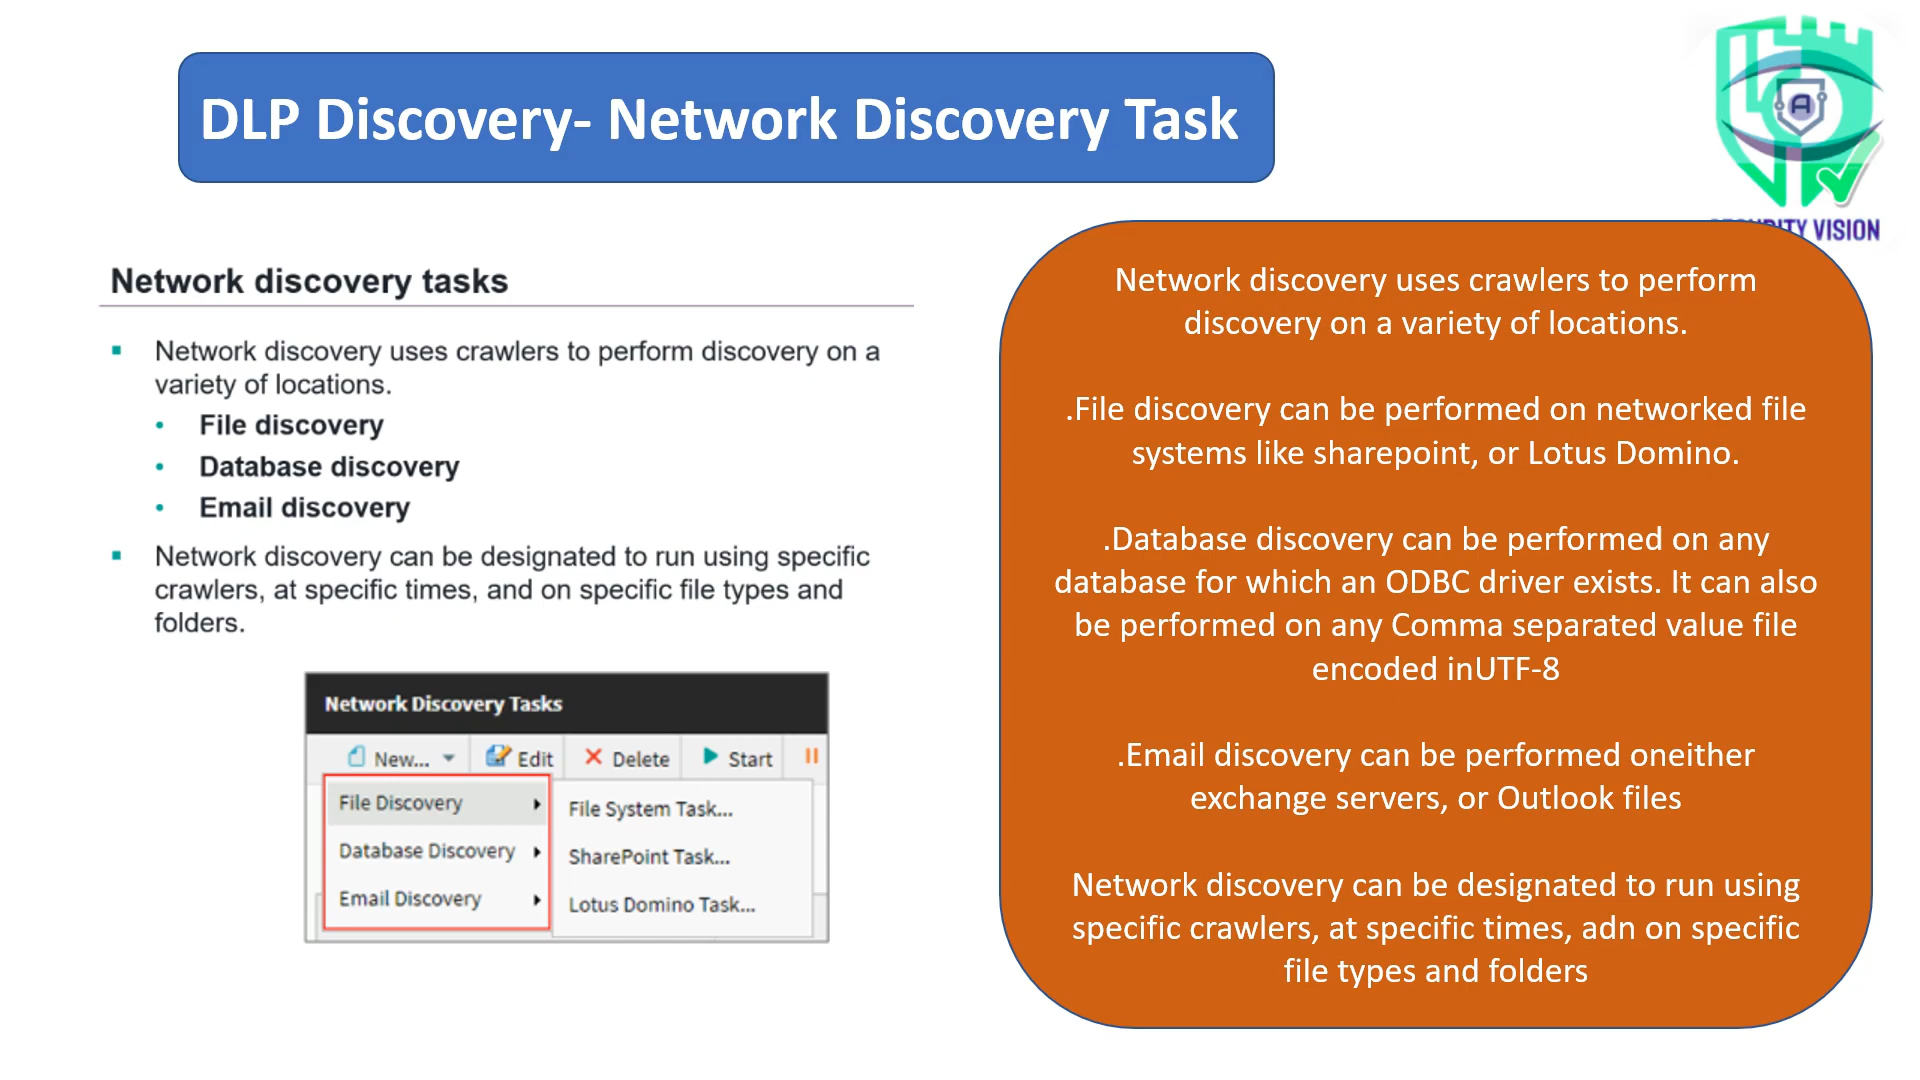 DLP Discovery- Network Discovery Task
VISION
Network discovery tasks
Network discovery uses crawlers to perform discovery on a
variety of locations.
File discovery
Database discovery
Email discovery
Network discovery can be designated to run using specific
crawlers, at specific times, and on specific file types and
folders.
Network Discovery Tasks
New... Edit Delete Start
File Discovery
Database Discovery
Email Discovery
File System Task...
SharePoint Task...
Lotus Domino Task...
Network discovery uses crawlers to perform
discovery on a variety of locations.
.File discovery can be performed on networked file
systems like sharepoint, or Lotus Domino.
.Database discovery can be performed on any
database for which an ODBC driver exists. It can also
be performed on any Comma separated value file
encoded inUTF-8
.Email discovery can be performed oneither
exchange servers, or Outlook files
Network discovery can be designated to run using
specific crawlers, at specific times, adn on specific
file types and folders